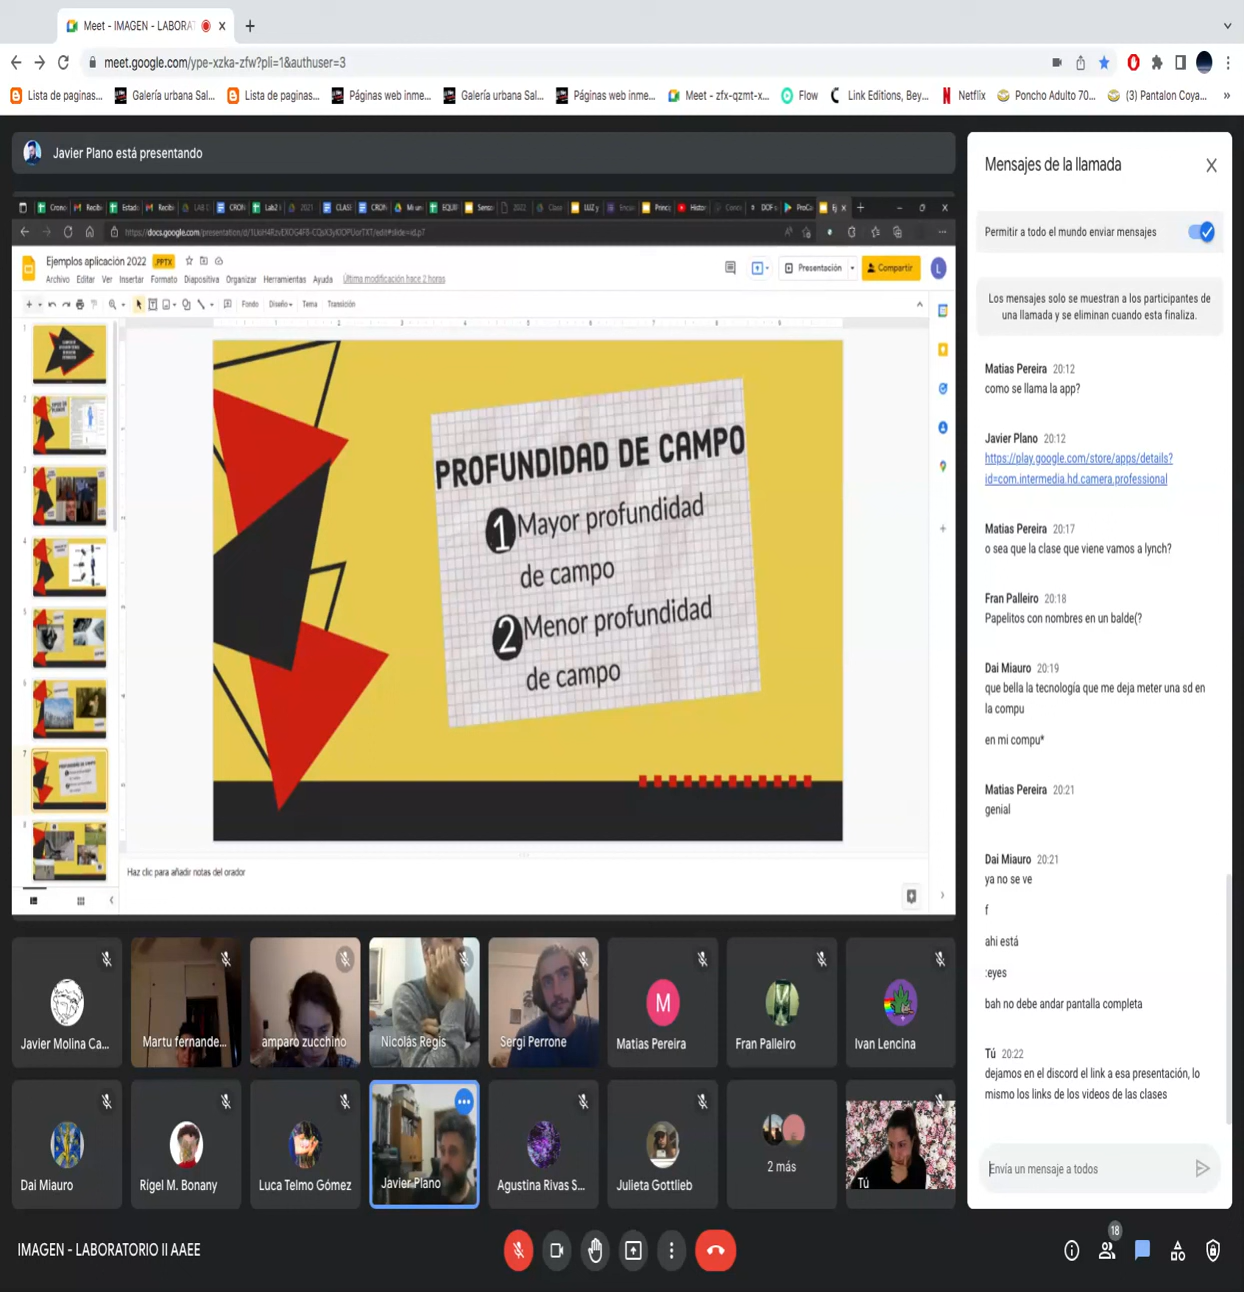 Meet - IMAGEN - LABORA
meet.google.com/ype-xzka-zfw?pli=1&authuser=3
Lista de paginas...
Galería urbana Sal...
Lista de paginas...
Páginas web inme...
Galería urbana Sal...
Páginas web inme...
Meet - zfx-qzmt-x...
Flow
Link Editions, Bey...
Netflix
Poncho Adulto 70...
(3) Pantalon Coya...
»
Javier Plano está presentando
Ejemplos aplicación 2022 .PPTX
Archivo Editar Ver Insertar Formato Diapositiva Organizar Herramientas Ayuda Última modificación hace 2 horas
Presentación
Compartir
L
Fondo Diseño Tema Transición
PROFUNDIDAD DE CAMPO
1 Mayor profundidad
de campo
2 Menor profundidad
de campo
Haz clic para añadir notas del orador
Mensajes de la llamada
Permitir a todo el mundo enviar mensajes
Los mensajes solo se muestran a los participantes de
una llamada y se eliminan cuando esta finaliza.
Matias Pereira 20:12
como se llama la app?
Javier Plano 20:12
https://play.google.com/store/apps/details?
id=com.intermedia.hd.camera.professional
Matias Pereira 20:17
o sea que la clase que viene vamos a lynch?
Fran Palleiro 20:18
Papelitos con nombres en un balde(?
Dai Miauro 20:19
que bella la tecnología que me deja meter una sd en
la compu
en mi compu*
Matias Pereira 20:21
genial
Dai Miauro 20:21
ya no se ve
f
ahi está
:eyes
bah no debe andar pantalla completa
Tú 20:22
dejamos en el discord el link a esa presentación, lo
mismo los links de los videos de las clases
Envía un mensaje a todos
Javier Molina Ca...
Martu fernande...
amparo zucchino
Nicolás Regis
Sergi Perrone
M
Matias Pereira
Fran Palleiro
Ivan Lencina
Dai Miauro
Rígel M. Bonany
Luca Telmo Gómez
Javier Plano
Agustina Rivas S...
Julieta Gottlieb
2 más
Tú
IMAGEN - LABORATORIO II AAEE
18